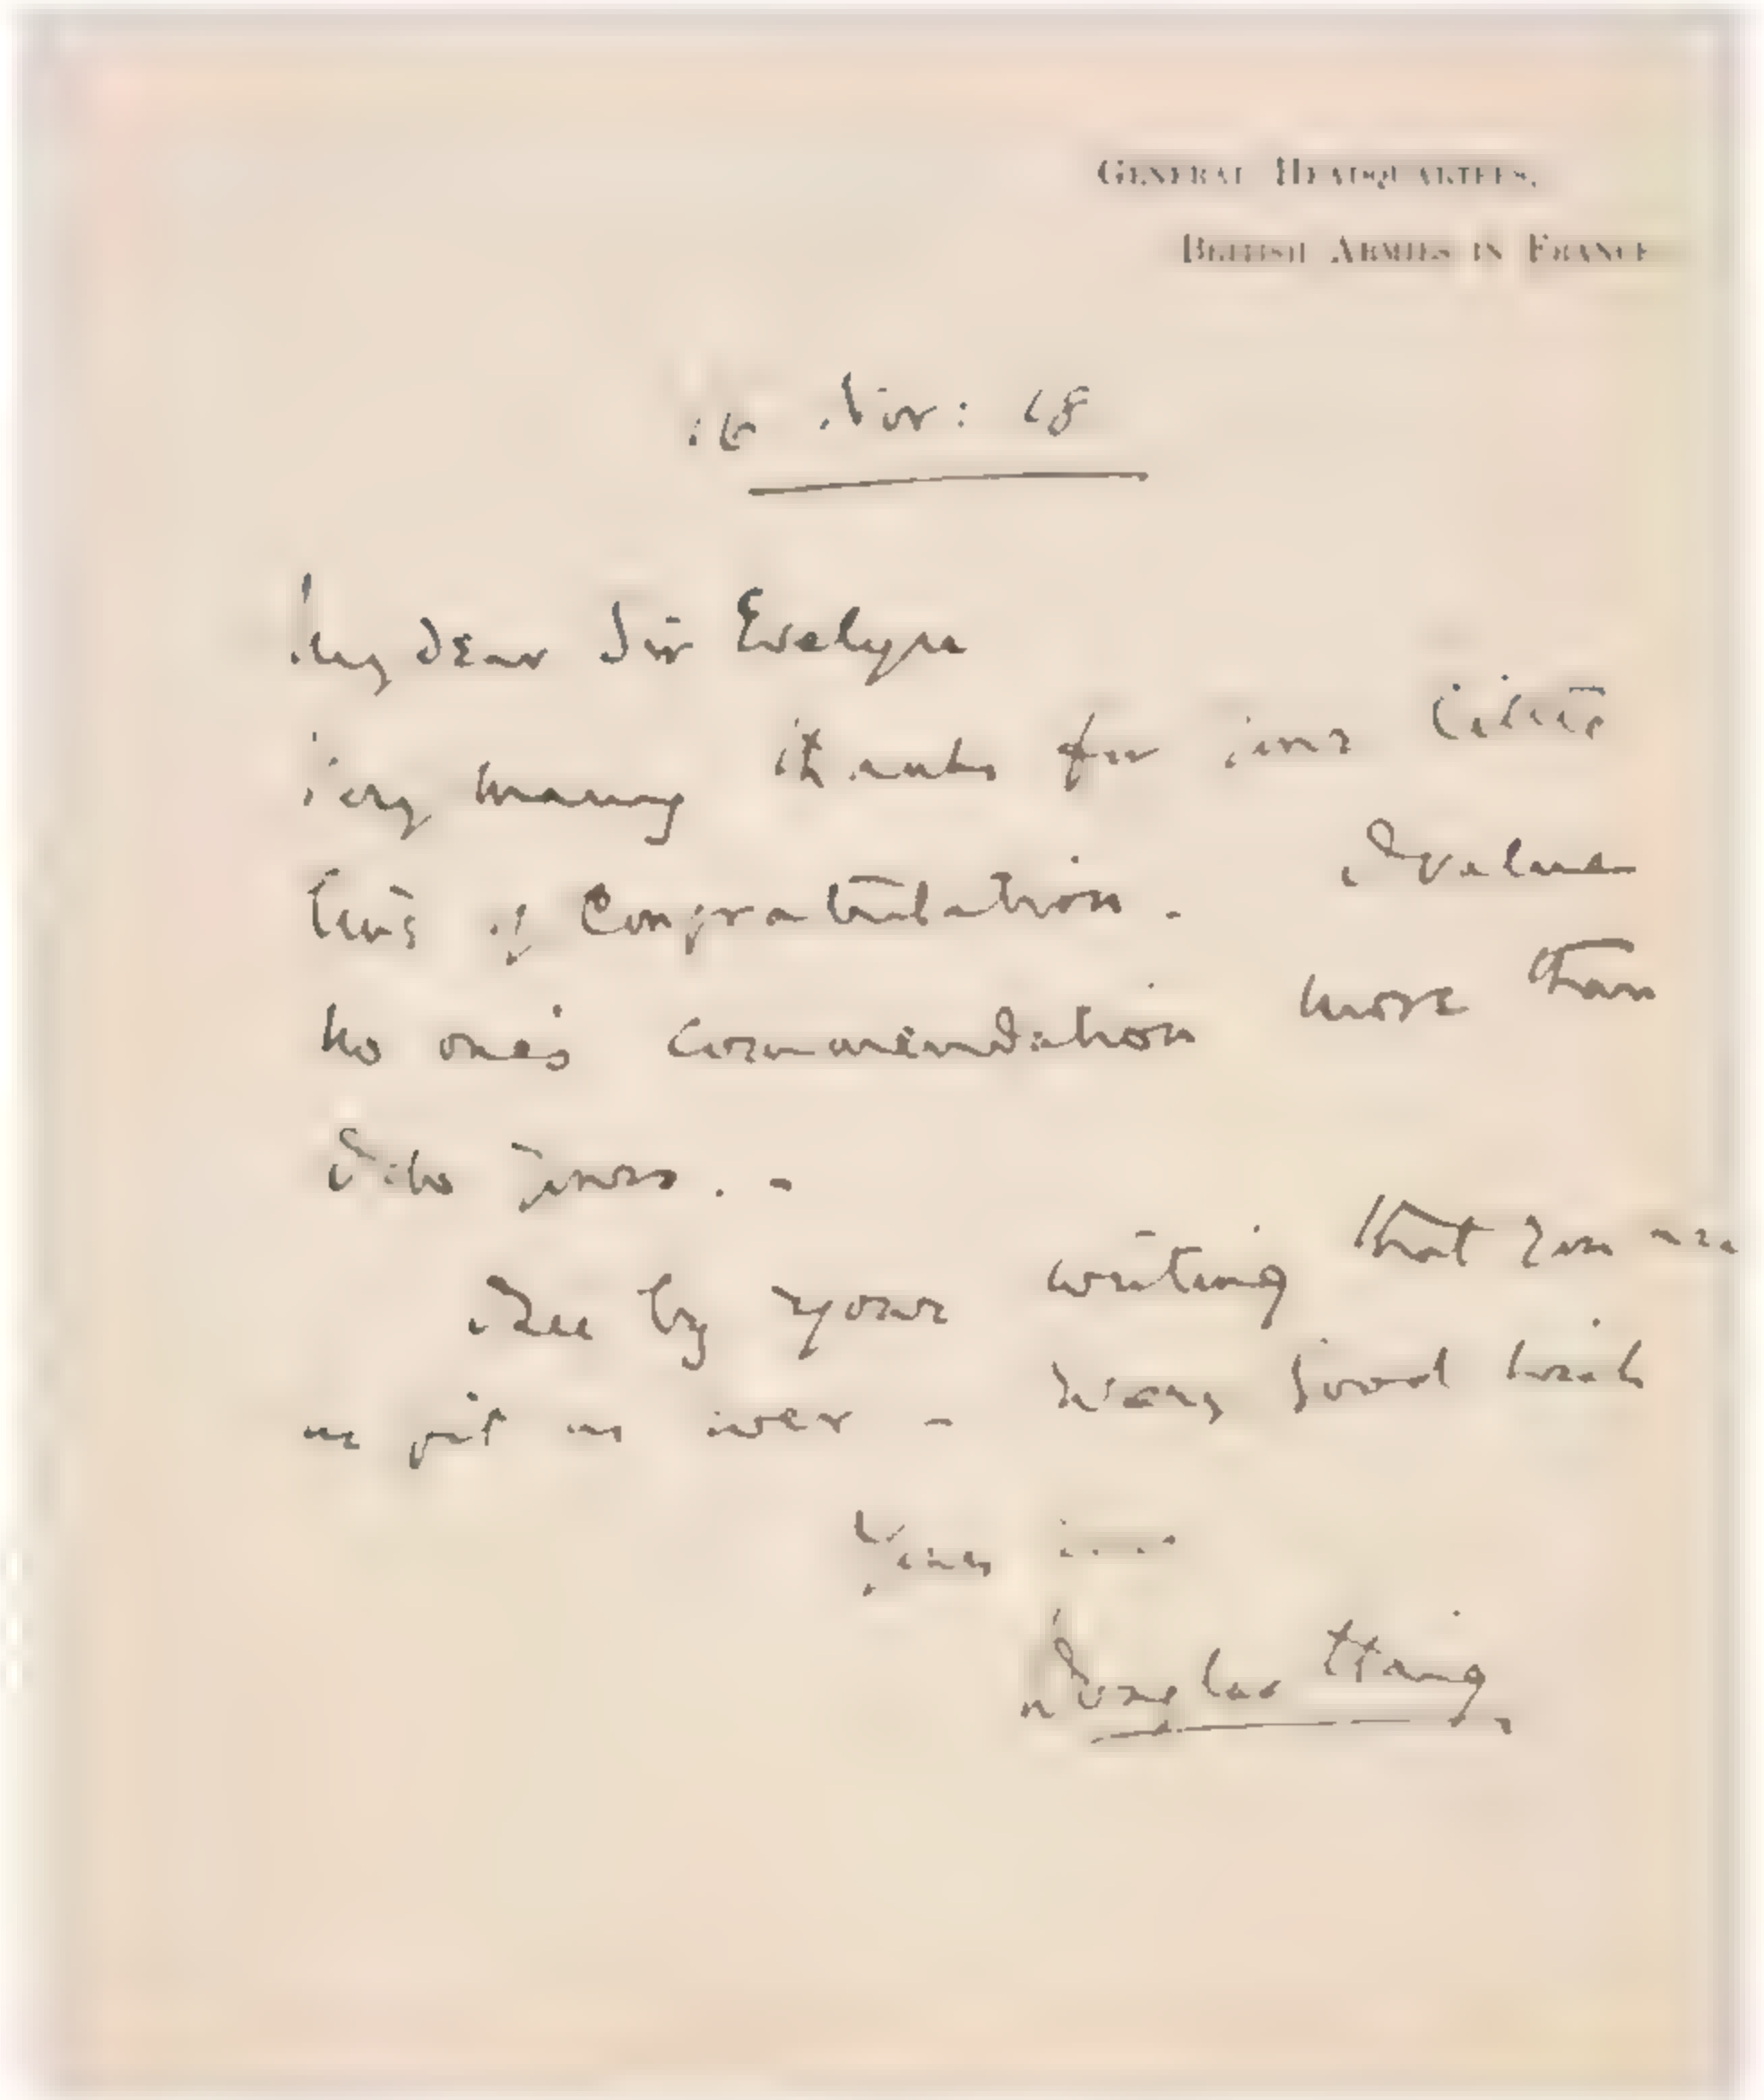 GENERAL HEADQUARTERS,
BRITISH ARMIES IN FRANCE
16 Nov: 18
My dear Sir Evelyn
Very many thanks for your
of Congratulation. I value
no one's commendation more than
I do yours. -
I see by your writing that you are
as fit as ever - Very good
Yours
Douglas Haig.